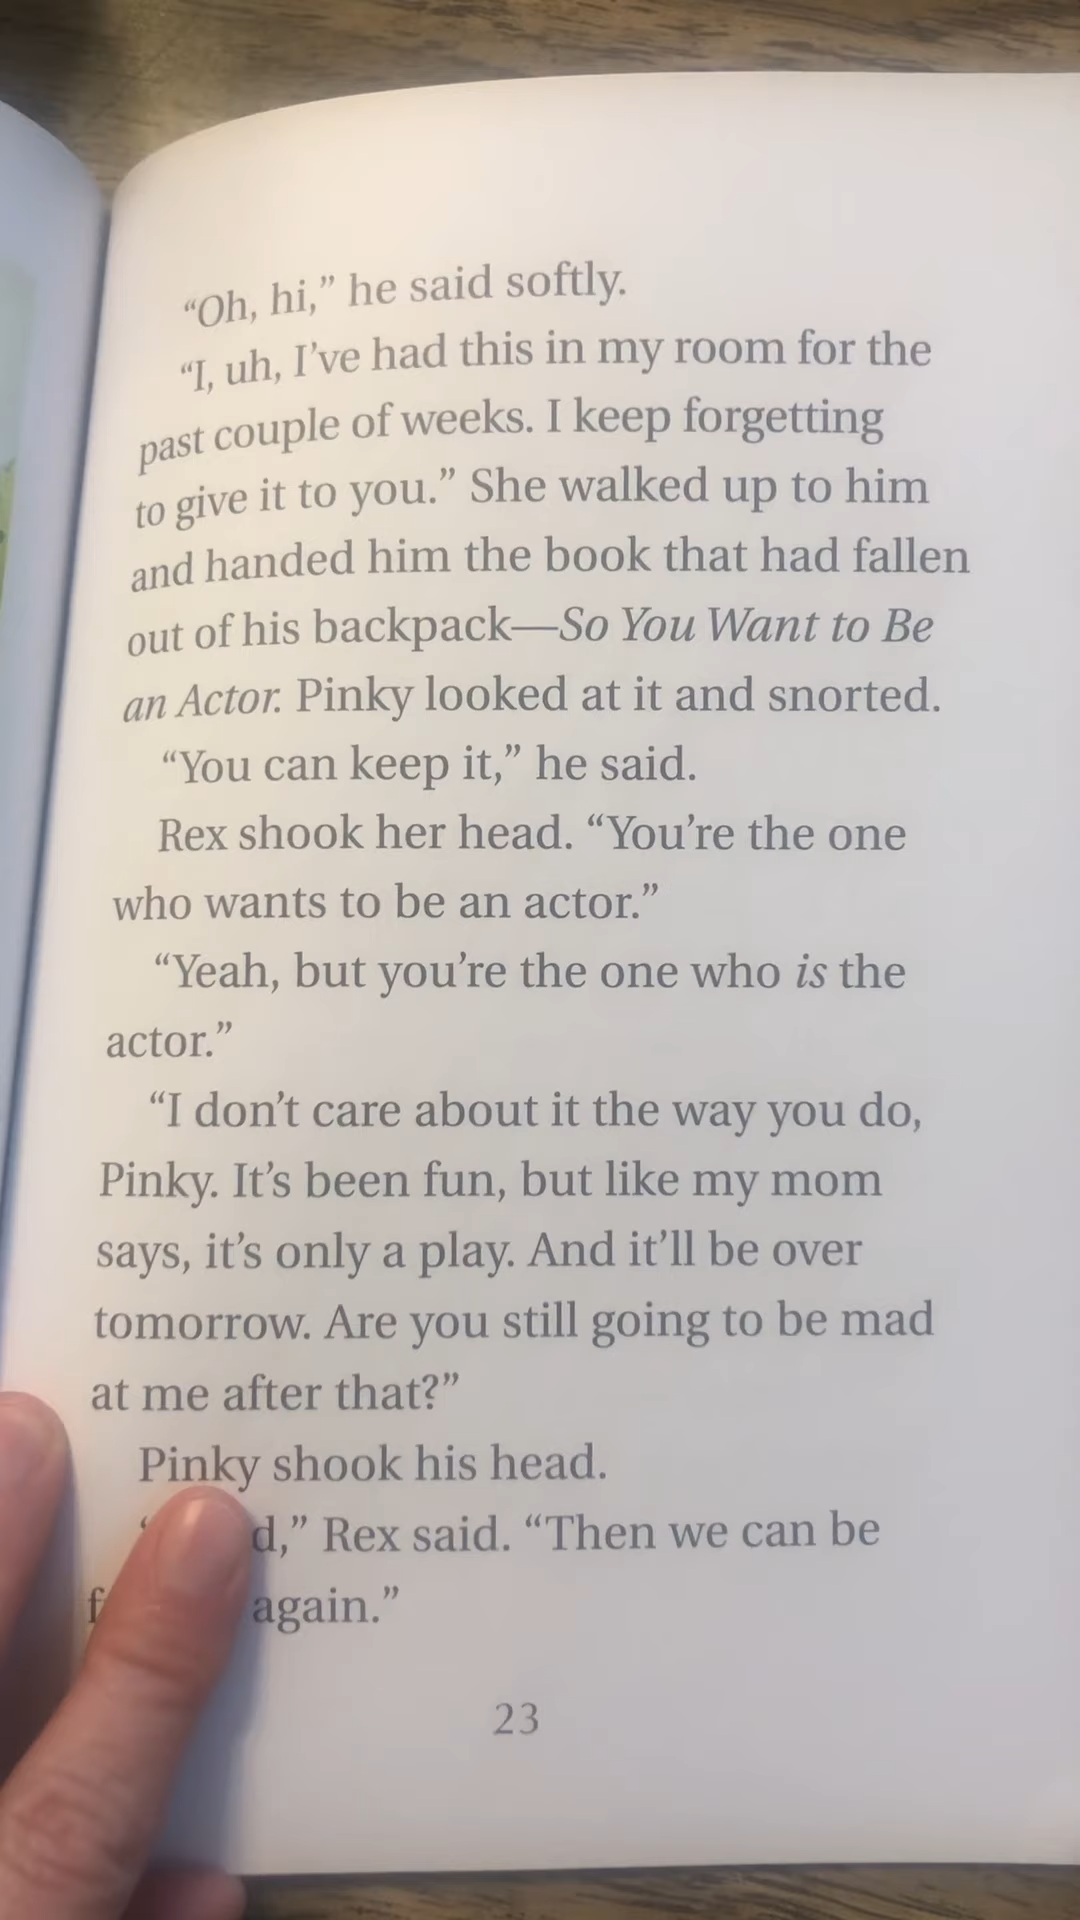 “Oh, hi,” he said softly.
“I, uh, I’ve had this in my room for the
past couple of weeks. I keep forgetting
to give it to you.” She walked up to him
and handed him the book that had fallen
out of his backpack—So You Want to Be
an Actor. Pinky looked at it and snorted.
“You can keep it,” he said.
Rex shook her head. “You’re the one
who wants to be an actor.”
“Yeah, but you’re the one who is the
actor.”
“I don’t care about it the way you do,
Pinky. It’s been fun, but like my mom
says, it’s only a play. And it’ll be over
tomorrow. Are you still going to be mad
at me after that?”
Pinky shook his head.
Rex said. “Then we can be
again.”
23